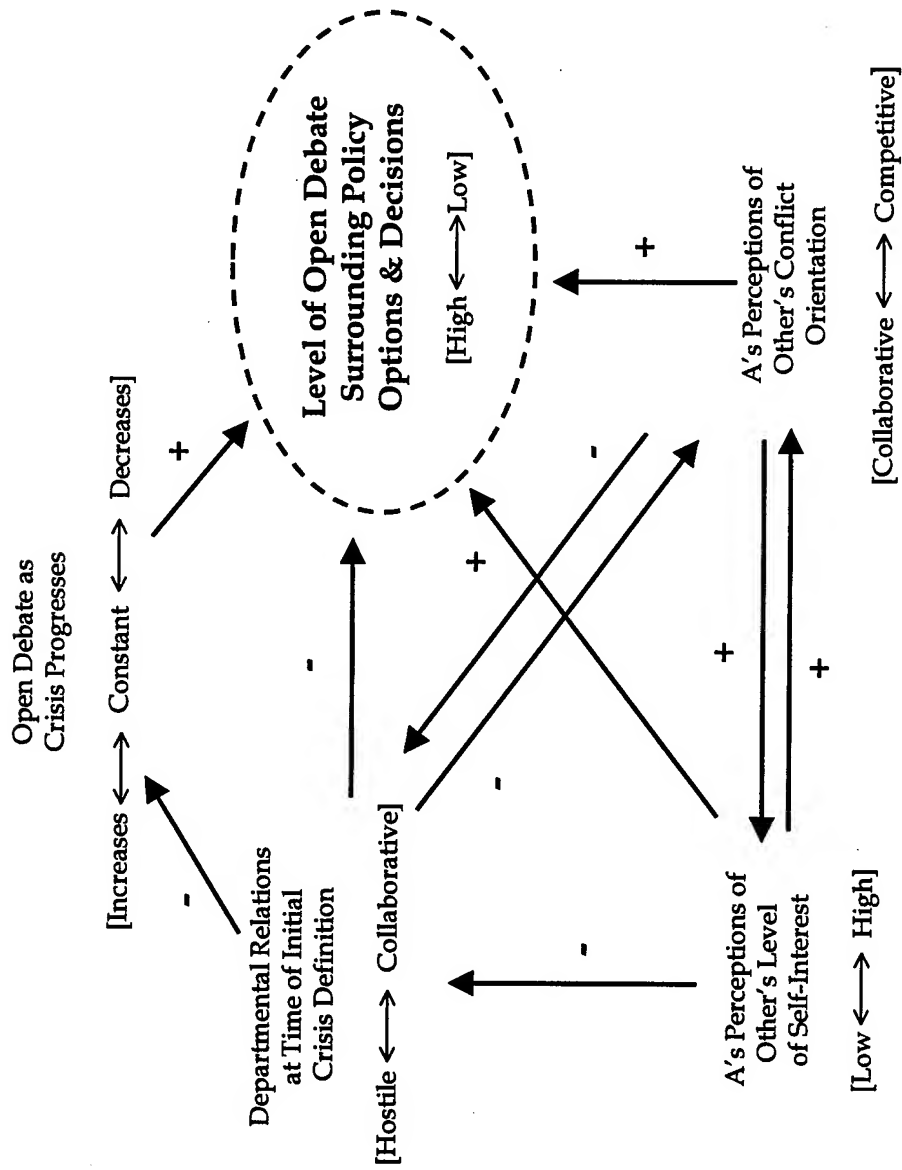 Open Debate as
Crisis Progresses
[Increases ⟷ Constant ⟷ Decreases]
-
+
Departmental Relations
at Time of Initial
Crisis Definition
[Hostile ⟷ Collaborative]
-
Level of Open Debate
Surrounding Policy
Options & Decisions
[High ⟷ Low]
-
-
+
-
+
A's Perceptions of
Other's Level
of Self-Interest
[Low ⟷ High]
+
+
A's Perceptions of
Other's Conflict
Orientation
[Collaborative ⟷ Competitive]